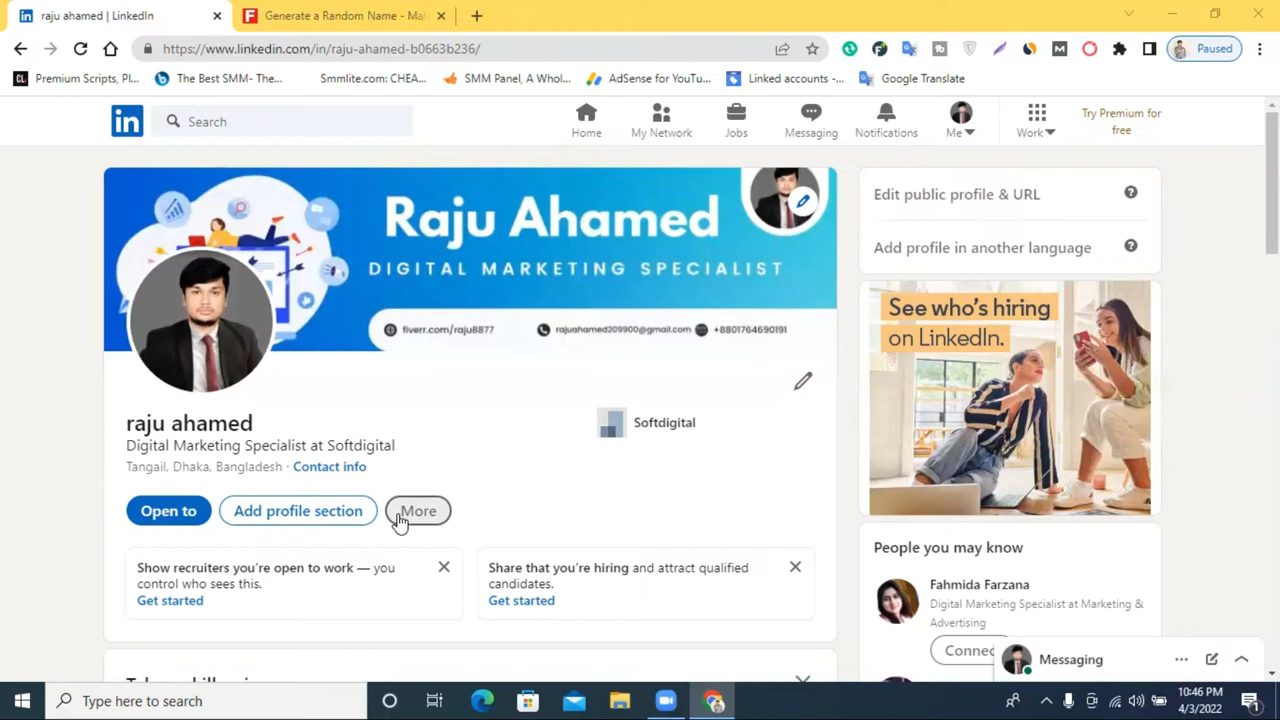 raju ahamed | LinkedIn
Generate a Random Name - Mal
https://www.linkedin.com/in/raju-ahamed-b0663b236/
Paused
CL Premium Scripts, Pl...
The Best SMM- The...
Smmlite.com: CHEA...
SMM Panel, A Whol...
AdSense for YouTu...
Linked accounts -...
Google Translate
in
Search
Home
My Network
Jobs
Messaging
Notifications
Me
Work
Try Premium for
free
Raju Ahamed
DIGITAL MARKETING SPECIALIST
fiverr.com/raju8877
rajuahamed209900@gmail.com
+8801764690191
raju ahamed
Digital Marketing Specialist at Softdigital
Tangail, Dhaka, Bangladesh · Contact info
Softdigital
Open to
Add profile section
More
Show recruiters you're open to work — you
control who sees this.
Get started
Share that you're hiring and attract qualified
candidates.
Get started
Edit public profile & URL
Add profile in another language
See who's hiring
on LinkedIn.
People you may know
Fahmida Farzana
Digital Marketing Specialist at Marketing &
Advertising
Connec
Messaging
Type here to search
10:46 PM
4/3/2022